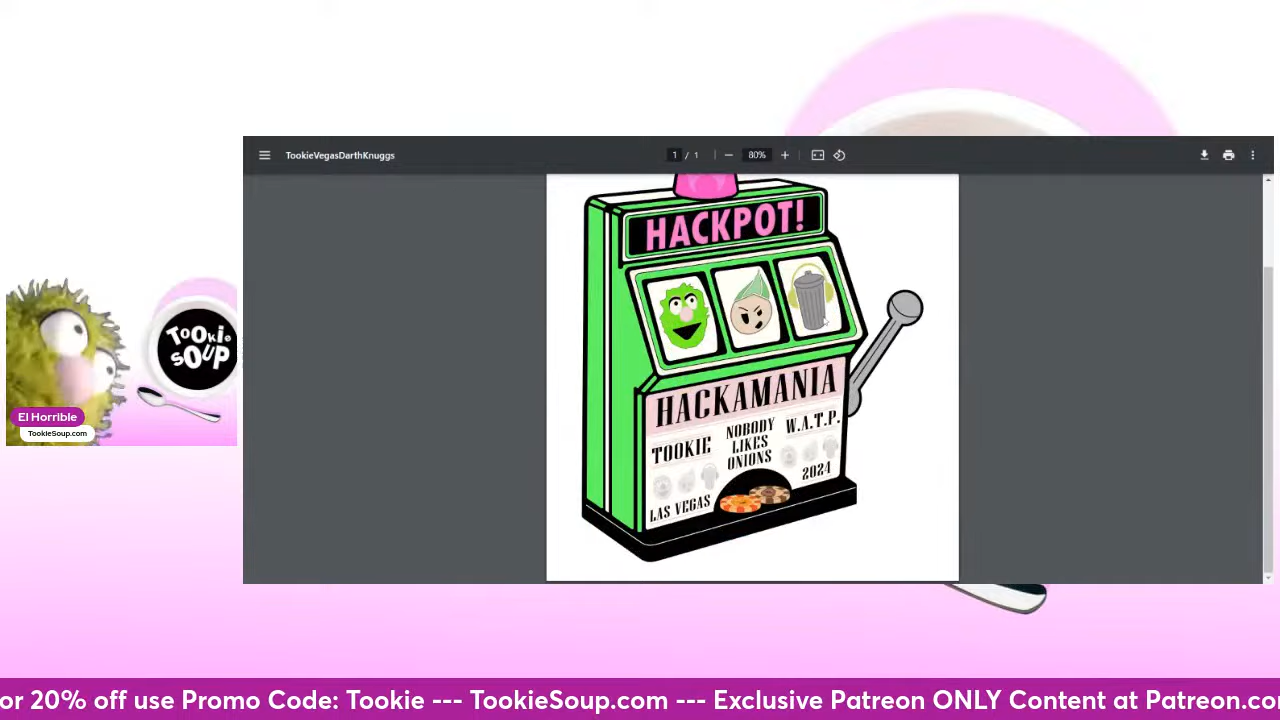 TookieVegasDarthKnuggs
1 / 1
80%
HACKPOT!
HACKAMANIA
TOOKIE
NOBODY
LIKES
ONIONS
W.A.T.P.
LAS VEGAS
2024
TOOKiE
SOUP
El Horrible
TookieSoup.com
or 20% off use Promo Code: Tookie --- TookieSoup.com --- Exclusive Patreon ONLY Content at Patreon.co